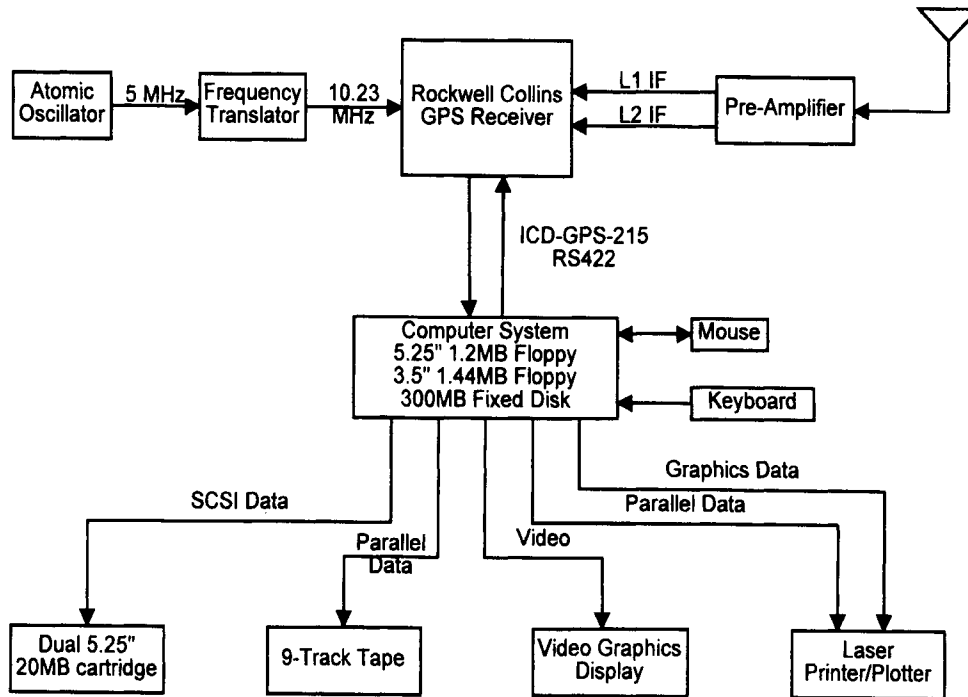 Atomic
Oscillator
5 MHz
Frequency
Translator
10.23
MHz
Rockwell Collins
GPS Receiver
L1 IF
L2 IF
Pre-Amplifier
ICD-GPS-215
RS422
Computer System
5.25" 1.2MB Floppy
3.5" 1.44MB Floppy
300MB Fixed Disk
Mouse
Keyboard
Graphics Data
Parallel Data
SCSI Data
Parallel
Data
Video
Dual 5.25"
20MB cartridge
9-Track Tape
Video Graphics
Display
Laser
Printer/Plotter